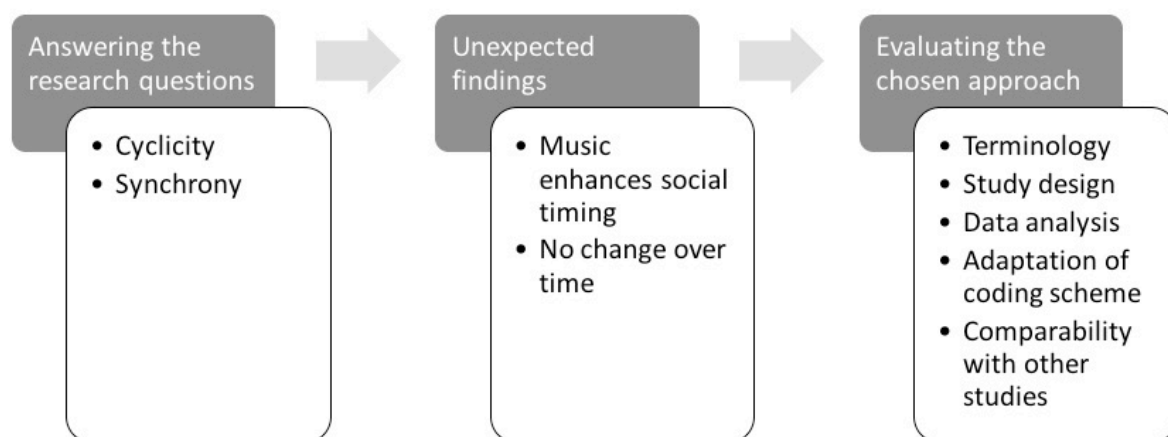 Answering the
research questions
• Cyclicity
• Synchrony
Unexpected
findings
• Music
enhances social
timing
• No change over
time
Evaluating the
chosen approach
• Terminology
• Study design
• Data analysis
• Adaptation of
coding scheme
• Comparability
with other
studies